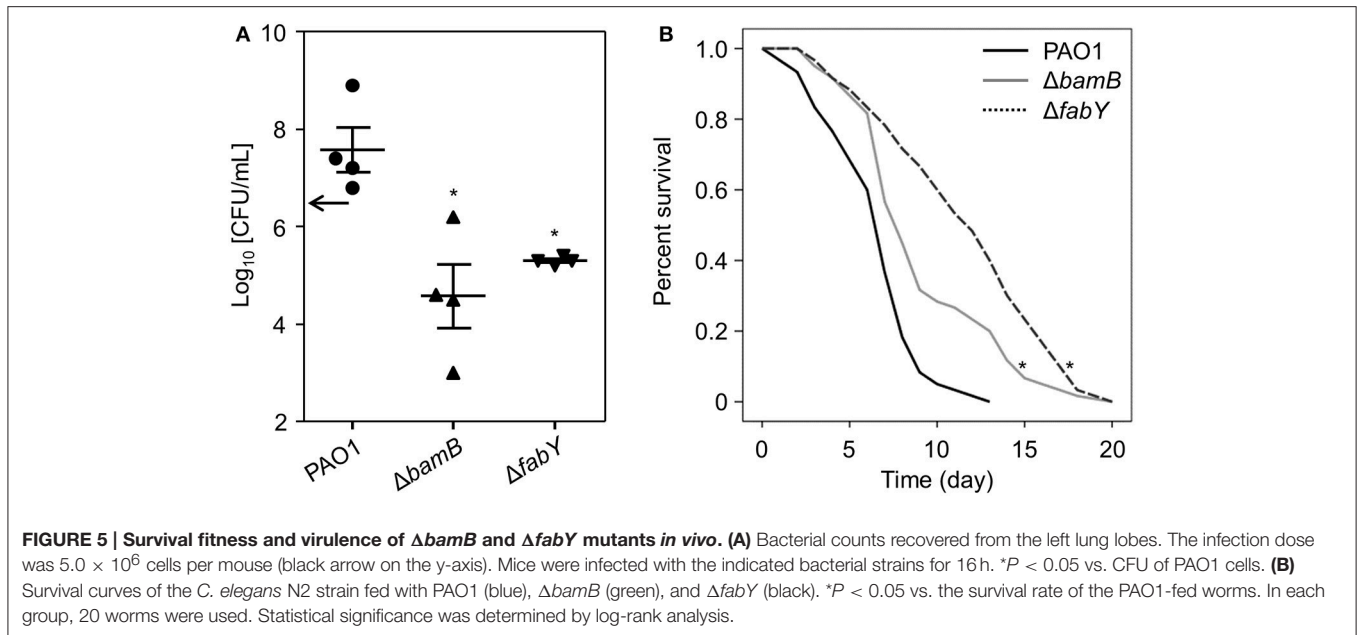 A
Log₁₀ [CFU/mL]
10
8
6
4
2
*
*
PAO1
ΔbamB
ΔfabY
B
Percent survival
1.0
0.8
0.6
0.4
0.2
0
PAO1
ΔbamB
ΔfabY
*
*
0 5 10 15 20
Time (day)
FIGURE 5 | Survival fitness and virulence of ΔbamB and ΔfabY mutants in vivo. (A) Bacterial counts recovered from the left lung lobes. The infection dose
was 5.0 × 10⁶ cells per mouse (black arrow on the y-axis). Mice were infected with the indicated bacterial strains for 16 h. *P < 0.05 vs. CFU of PAO1 cells. (B)
Survival curves of the C. elegans N2 strain fed with PAO1 (blue), ΔbamB (green), and ΔfabY (black). *P < 0.05 vs. the survival rate of the PAO1-fed worms. In each
group, 20 worms were used. Statistical significance was determined by log-rank analysis.